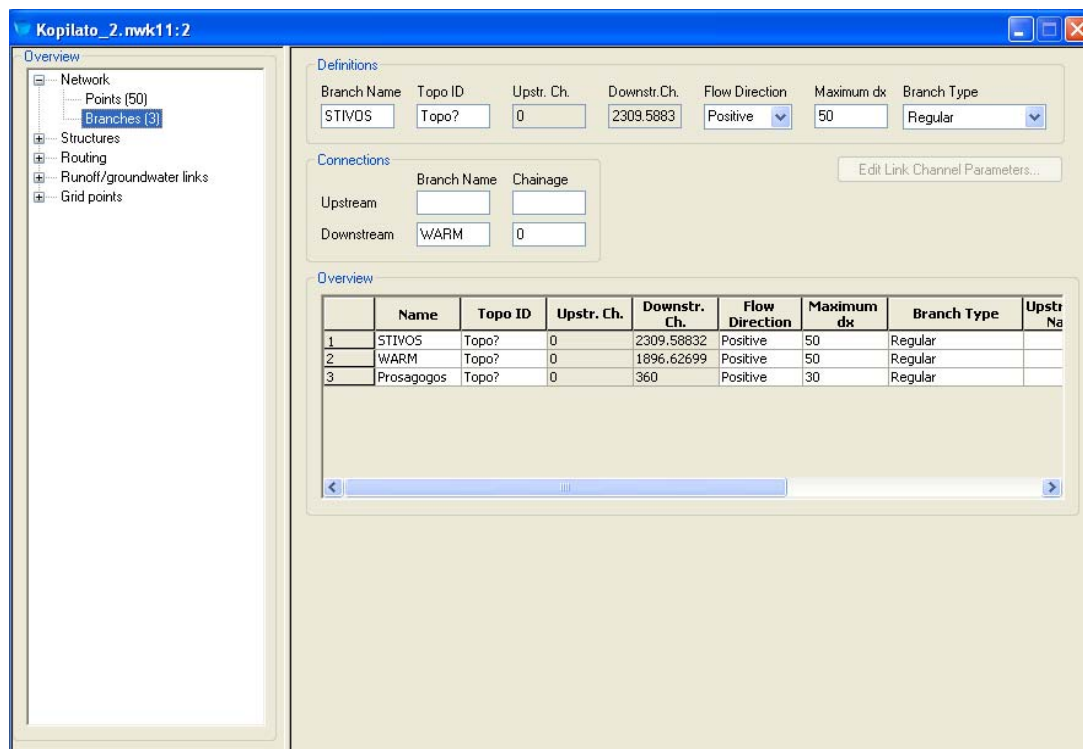 Kopilato_2.nwk11:2
Overview
Network
Points (50)
Branches (3)
Structures
Routing
Runoff/groundwater links
Grid points
Definitions
Branch Name Topo ID Upstr. Ch. Downstr.Ch. Flow Direction Maximum dx Branch Type
STIVOS Topo? 0 2309.5883 Positive 50 Regular
Connections
Edit Link Channel Parameters...
Branch Name Chainage
Upstream
Downstream WARM 0
Overview
Name Topo ID Upstr. Ch. Downstr. Ch. Flow Direction Maximum dx Branch Type Upstr Na
1 STIVOS Topo? 0 2309.58832 Positive 50 Regular
2 WARM Topo? 0 1896.62699 Positive 50 Regular
3 Prosagogos Topo? 0 360 Positive 30 Regular